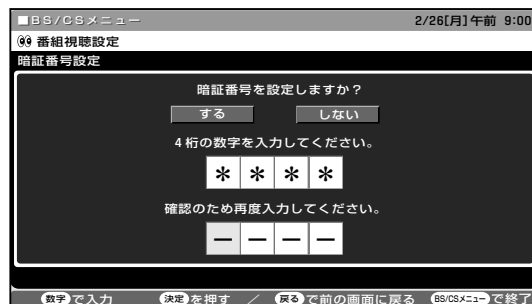 ■BS/CSメニュー 2/26[月]午前 9:00
番組視聴設定
暗証番号設定
暗証番号を設定しますか？
する しない
4桁の数字を入力してください。
＊ ＊ ＊ ＊
確認のため再度入力してください。
－ － － －
数字で入力 決定を押す ／ 戻るで前の画面に戻る BS/CSメニューで終了